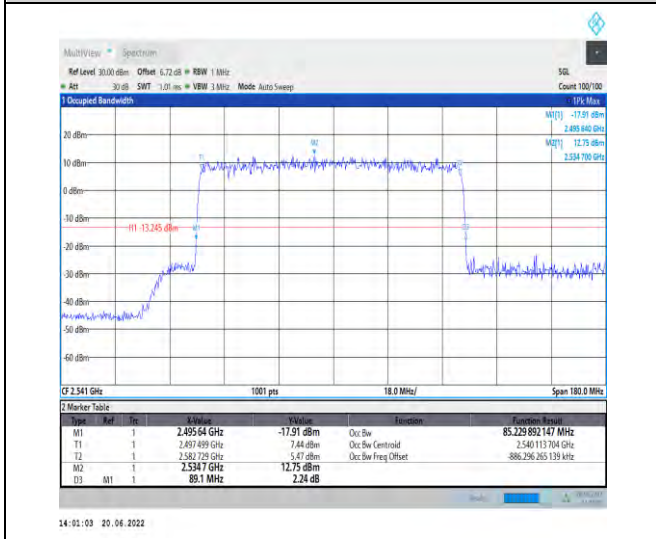 MultiView Spectrum
Ref Level 30.00 dBm Offset 6.72 dB RBW 1 MHz SGL
Att 30 dB SWT 1.01 ms VBW 3 MHz Mode Auto Sweep Count 100/100
1 Occupied Bandwidth 1Pk Max
M1[1] -17.91 dBm
2.495 640 GHz
M2[1] 12.75 dBm
2.534 700 GHz
20 dBm
10 dBm
0 dBm
-10 dBm
-20 dBm
-30 dBm
-40 dBm
-50 dBm
-60 dBm
T1
M2
H1 -13.245 dBm
M1
D3
CF 2.541 GHz 1001 pts 18.0 MHz/ Span 180.0 MHz
2 Marker Table
Type Ref Trc X-Value Y-Value Function Function Result
M1 1 2.495 64 GHz -17.91 dBm Occ Bw 85.229 892 147 MHz
T1 1 2.497 499 GHz 7.44 dBm Occ Bw Centroid 2.540 113 704 GHz
T2 1 2.582 729 GHz 5.47 dBm Occ Bw Freq Offset -886.296 265 139 kHz
M2 1 2.534 7 GHz 12.75 dBm
D3 M1 1 89.1 MHz 2.24 dB
14:01:03 20.06.2022